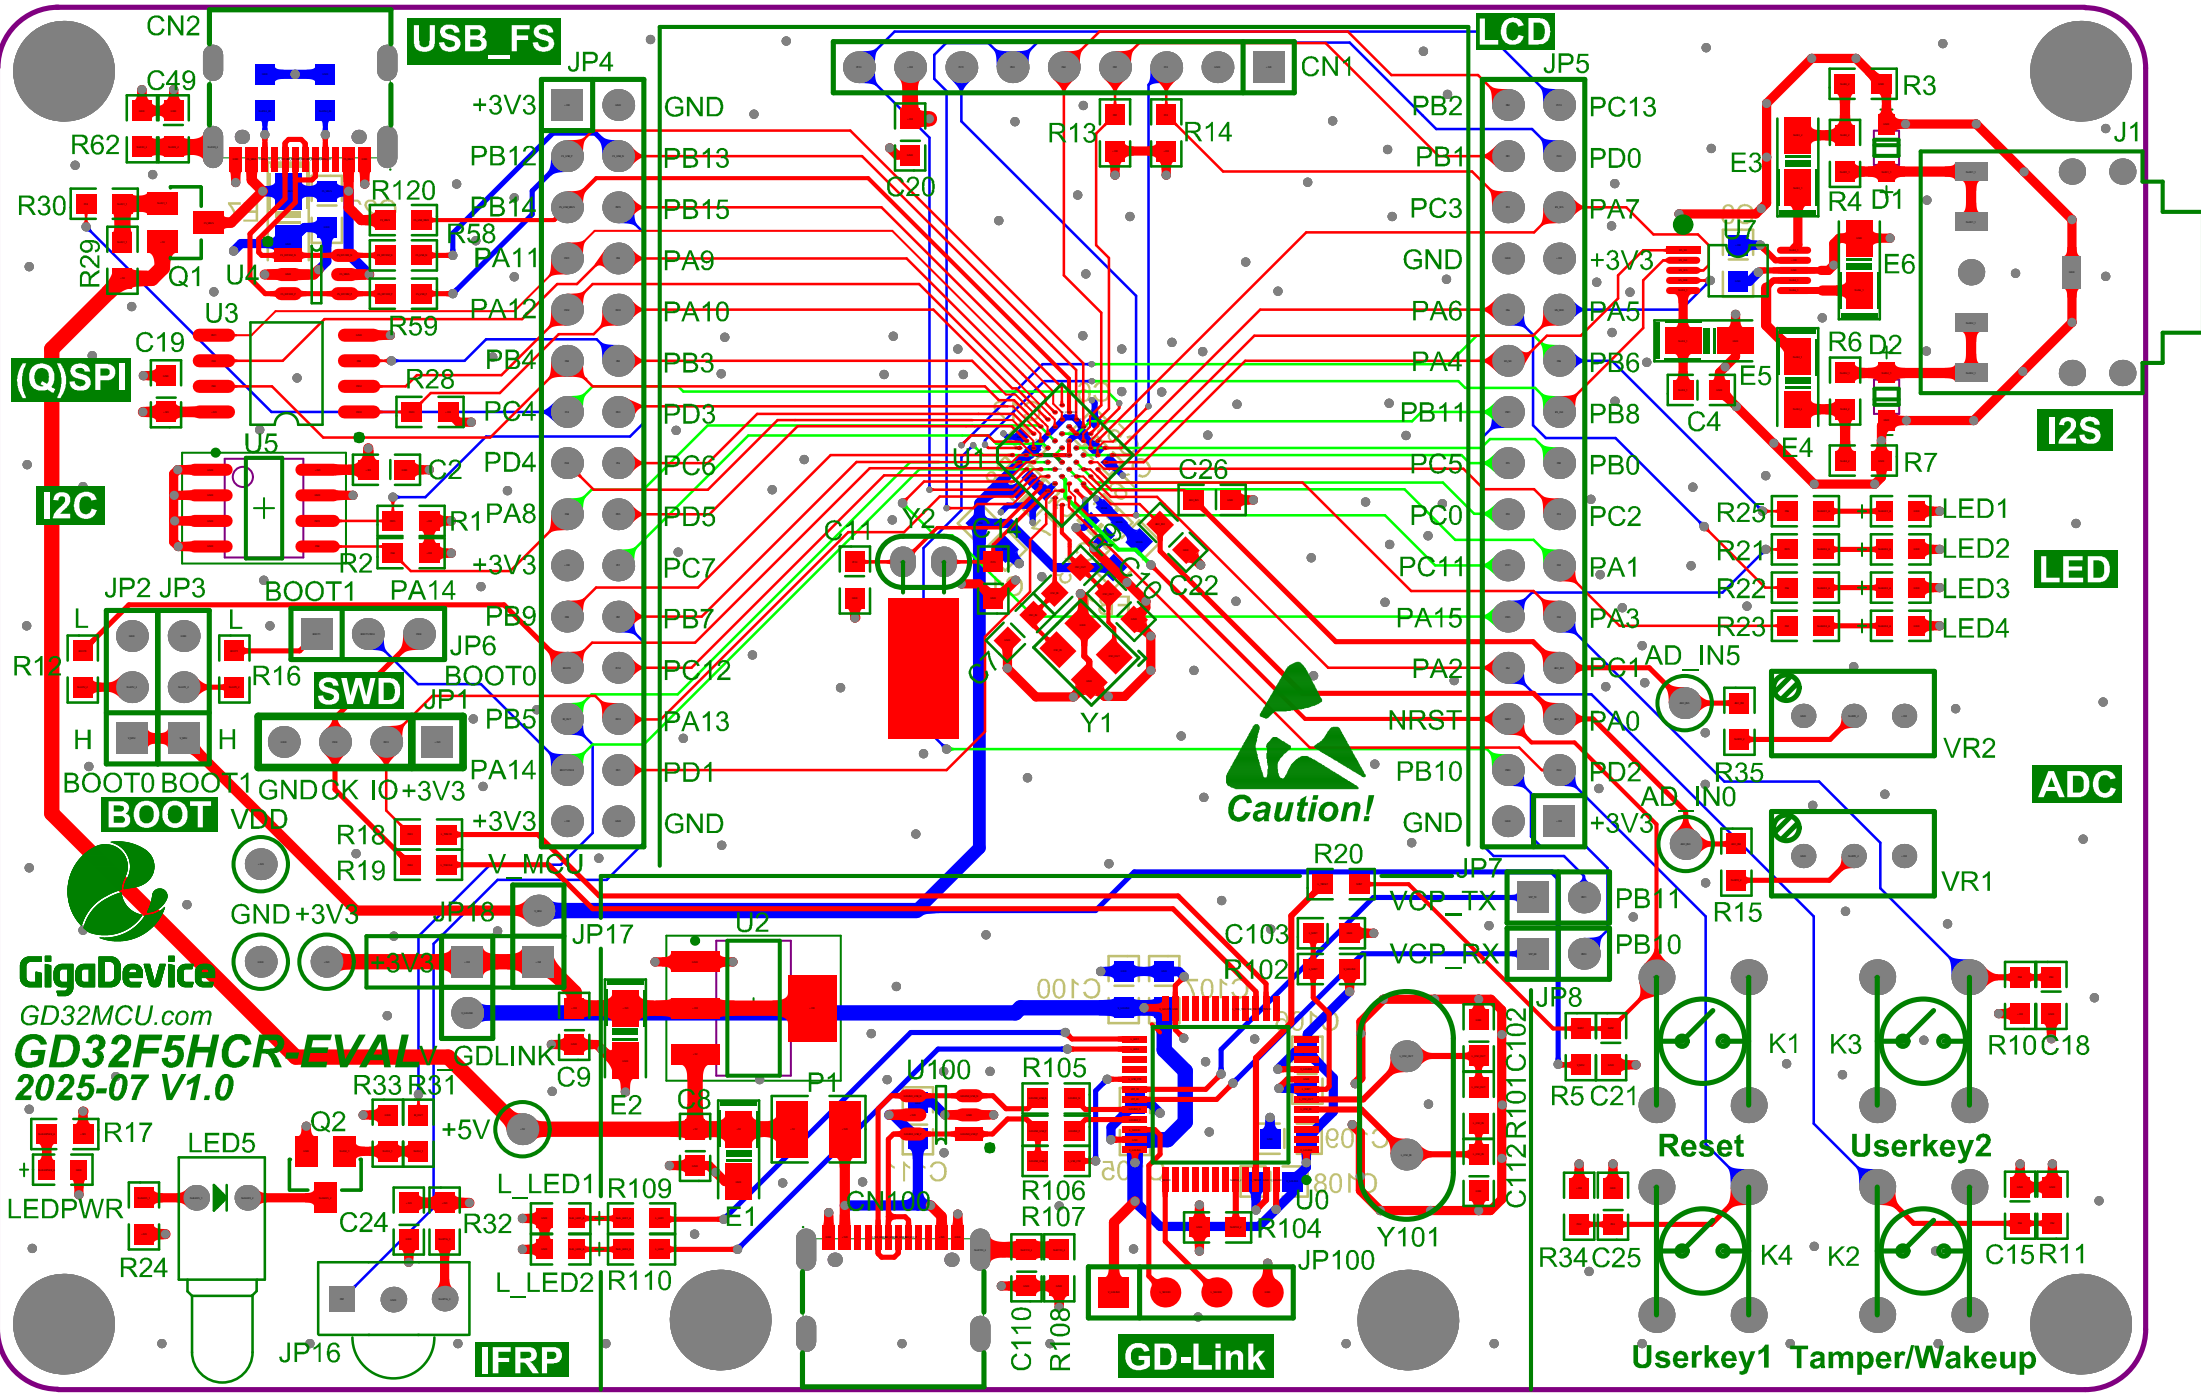 CN2
USB_FS
LCD
JP4
CN1
JP5
C49
R3
+3V3
GND
PB2
PC13
J1
R62
R13
R14
PB12
PB13
PB1
PD0
E3
R120
C20
R4
D1
R30
PB14
PB15
PC3
PA7
U7
R58
R29
Q1
U4
PA11
PA9
GND
+3V3
E6
U3
PA12
PA10
PA6
PA5
R59
C19
PB4
PB3
PA4
PB6
R6
D2
(Q)SPI
R28
E5
PC4
PD3
PB11
PB8
C4
I2S
U5
U1
E4
PD4
PC6
PC5
PB0
R7
C2
C26
I2C
R1
PA8
PD5
PC0
PC2
R25
LED1
R2
C11
Y2
R21
LED2
LED
JP2
JP3
BOOT1
PA14
+3V3
PC7
C22
PC11
PA1
R22
LED3
L
L
JP6
PB9
PB7
PA15
PA3
R23
LED4
R12
R16
BOOT0
PC12
PA2
PC1
AD_IN5
SWD
JP1
PB5
PA13
Y1
NRST
PA0
H
H
VR2
BOOT0
BOOT1
GND
CK
IO
+3V3
PA14
PD1
PB10
PD2
R35
ADC
BOOT
VDD
AD_IN0
Caution!
+3V3
GND
GND
+3V3
R18
R19
V_MCU
R20
JP7
VR1
GND
+3V3
JP18
JP17
U2
VCP_TX
PB11
R15
C103
+3V3
R102
VCP_RX
PB10
GigaDevice
C100
C107
JP8
GD32MCU.com
GD32F5HCR-EVAL
V_GDLINK
C9
C102
K1
K3
R10
C18
2025-07 V1.0
R33
R31
E2
U100
R105
R101
R5
C21
R17
LED5
Q2
+5V
C8
P1
C109
C112
Reset
Userkey2
LEDPWR
C24
R32
L_LED1
R109
E1
CN100
R106
R107
C108
U0
R104
Y101
R24
L_LED2
R110
JP100
R34
C25
K4
K2
C15
R11
JP16
IFRP
C110
R108
GD-Link
Userkey1
Tamper/Wakeup